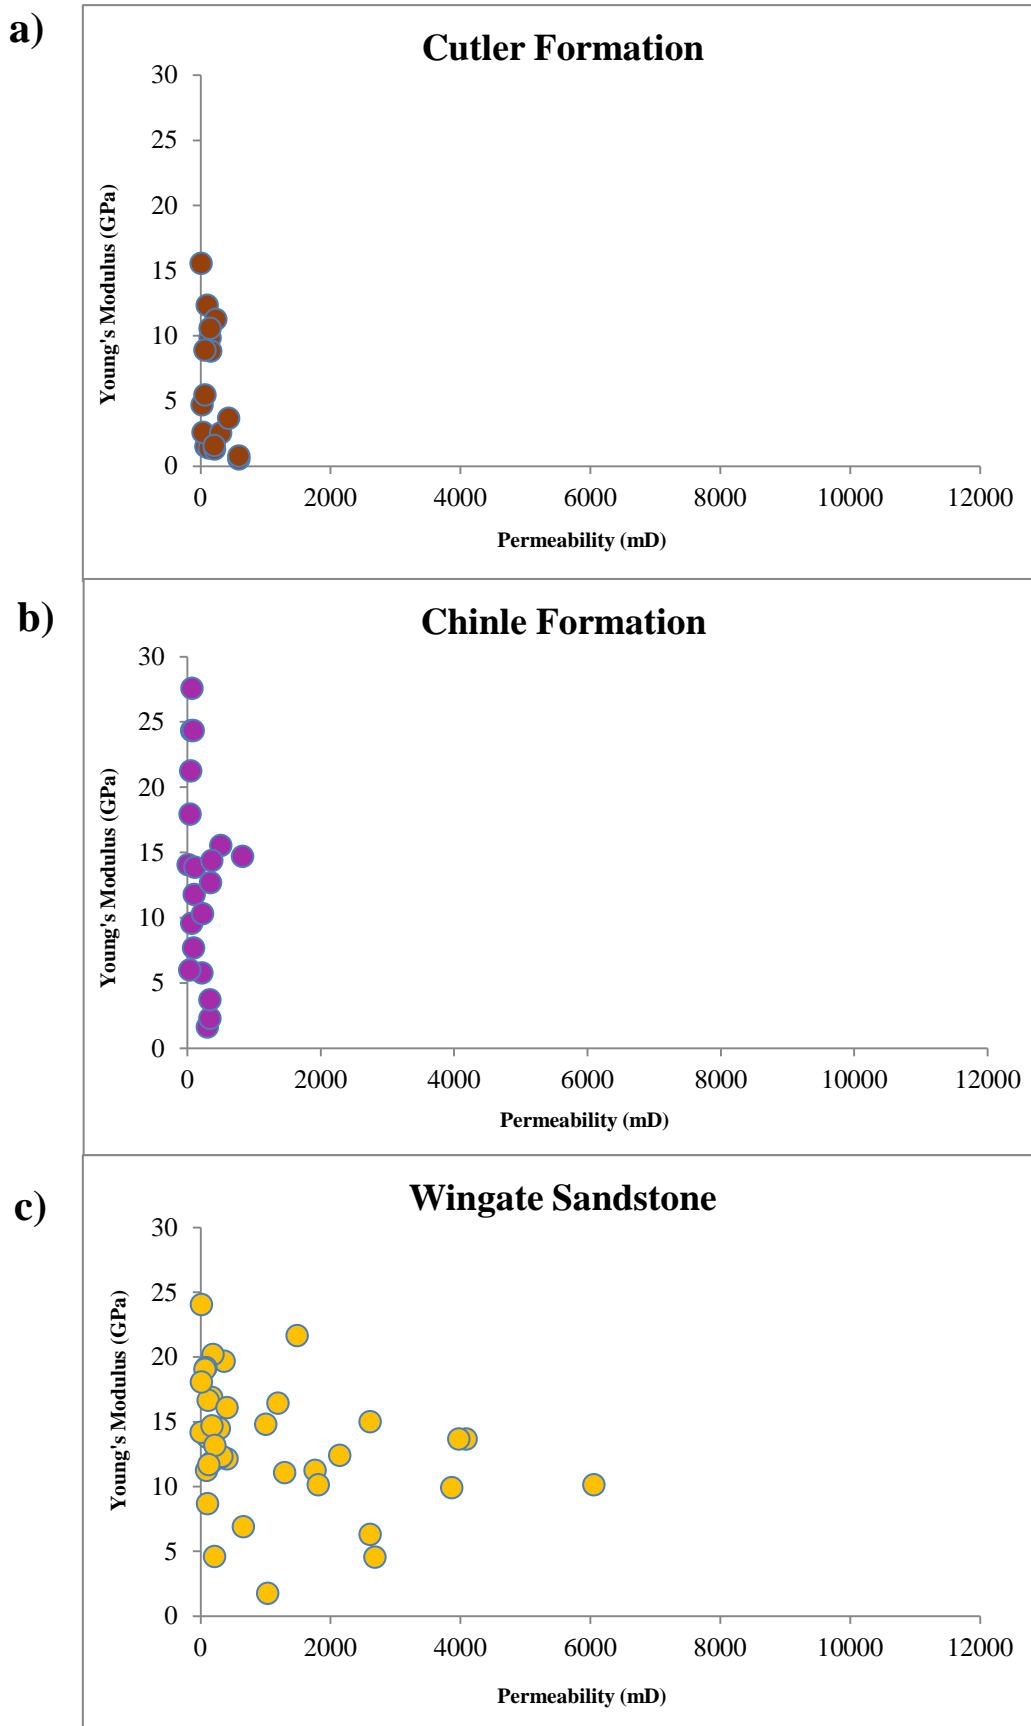 a)
Cutler Formation
30
25
20
15
10
5
0
Young's Modulus (GPa)
0 2000 4000 6000 8000 10000 12000
Permeability (mD)
b)
Chinle Formation
30
25
20
15
10
5
0
Young's Modulus (GPa)
0 2000 4000 6000 8000 10000 12000
Permeability (mD)
c)
Wingate Sandstone
30
25
20
15
10
5
0
Young's Modulus (GPa)
0 2000 4000 6000 8000 10000 12000
Permeability (mD)